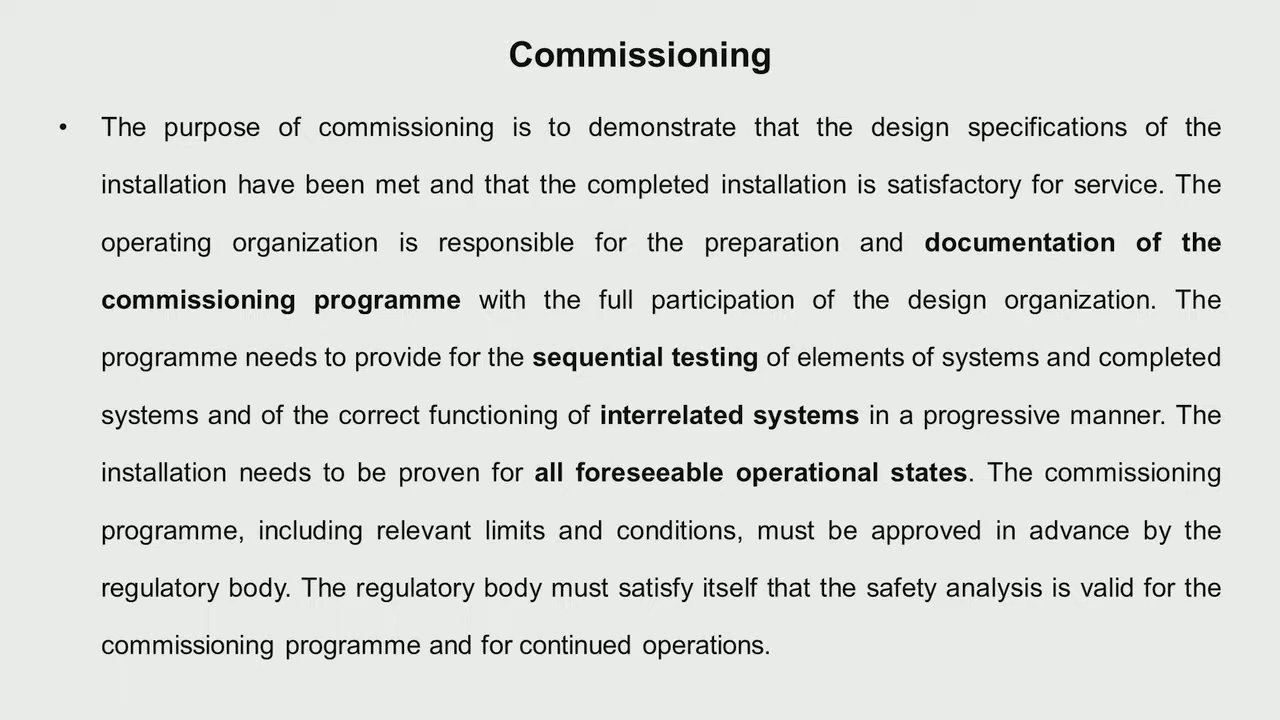 Commissioning
• The purpose of commissioning is to demonstrate that the design specifications of the
installation have been met and that the completed installation is satisfactory for service. The
operating organization is responsible for the preparation and documentation of the
commissioning programme with the full participation of the design organization. The
programme needs to provide for the sequential testing of elements of systems and completed
systems and of the correct functioning of interrelated systems in a progressive manner. The
installation needs to be proven for all foreseeable operational states. The commissioning
programme, including relevant limits and conditions, must be approved in advance by the
regulatory body. The regulatory body must satisfy itself that the safety analysis is valid for the
commissioning programme and for continued operations.